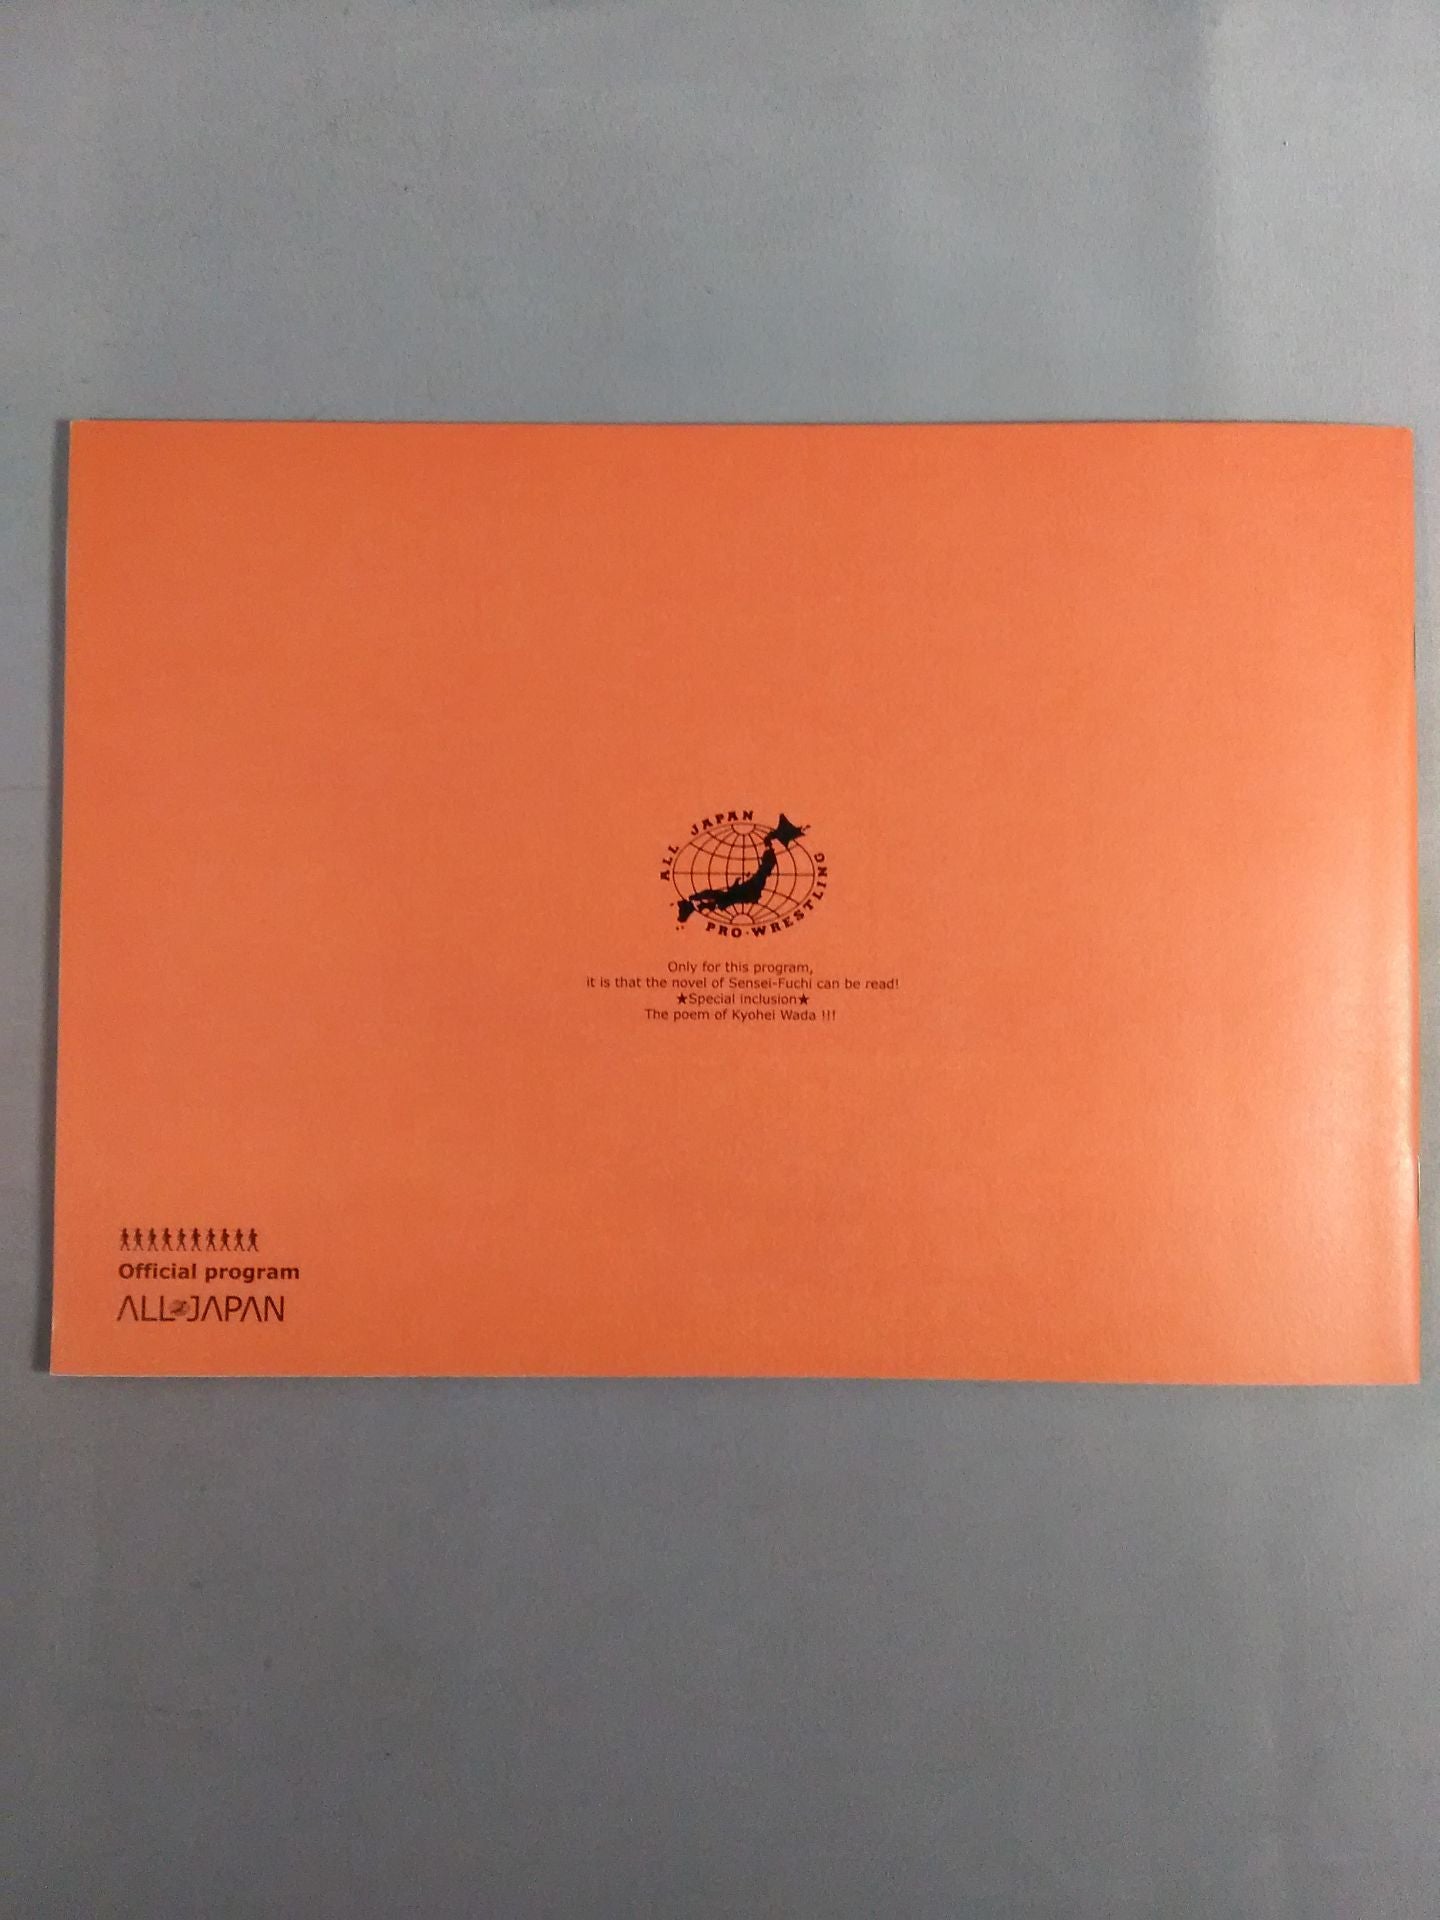 ALL JAPAN
PRO-WRESTLING
Only for this program,
it is that the novel of Sensei-Fuchi can be read!
★Special inclusion★
The poem of Kyohei Wada !!!
Official program
ALL JAPAN